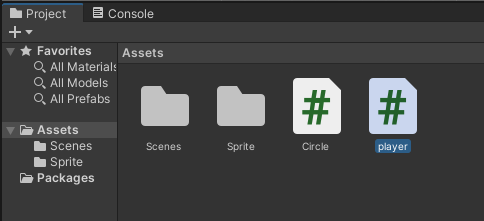 Project
Console
+
Favorites
All Materials
All Models
All Prefabs
Assets
Scenes
Sprite
Packages
Assets
Scenes
Sprite
#
Circle
#
player